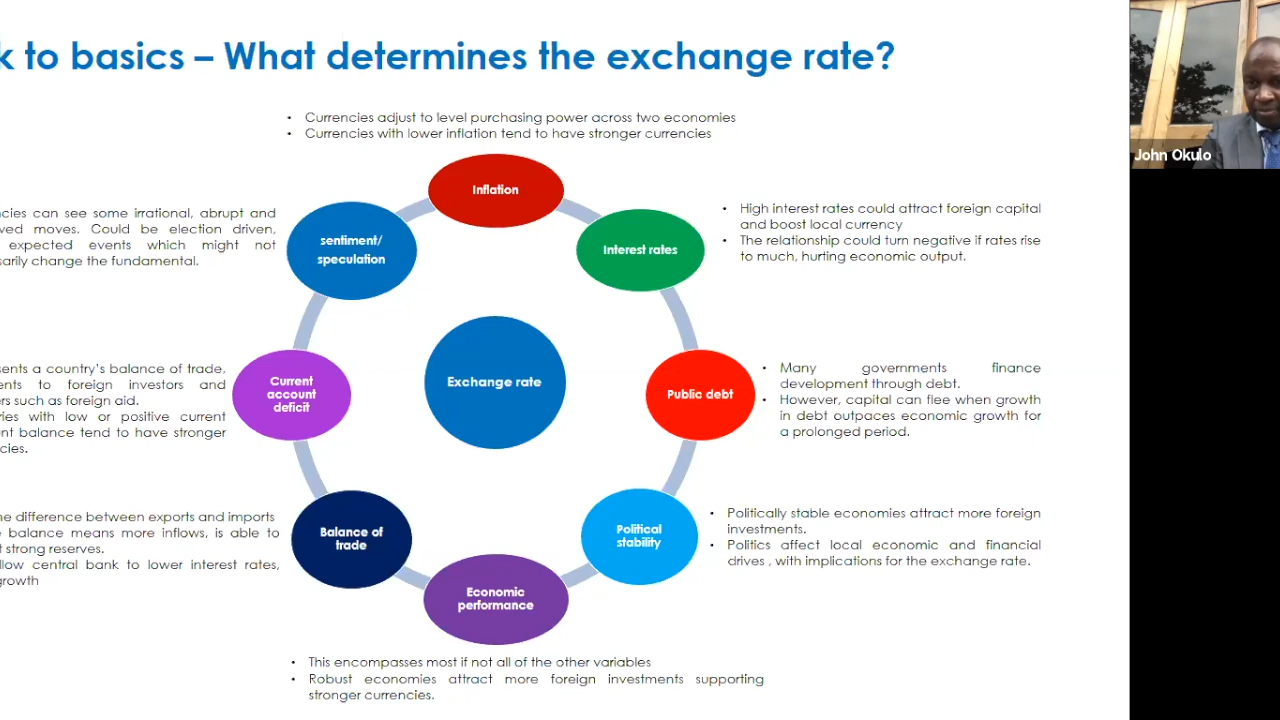 k to basics – What determines the exchange rate?
John Okulo
• Currencies adjust to level purchasing power across two economies
• Currencies with lower inflation tend to have stronger currencies
Inflation
• High interest rates could attract foreign capital
and boost local currency
• The relationship could turn negative if rates rise
to much, hurting economic output.
Interest rates
• Many governments finance
development through debt.
• However, capital can flee when growth
in debt outpaces economic growth for
a prolonged period.
Public debt
• Politically stable economies attract more foreign
investments.
• Politics affect local economic and financial
drives , with implications for the exchange rate.
Political
stability
Economic
performance
• This encompasses most if not all of the other variables
• Robust economies attract more foreign investments supporting
stronger currencies.
Balance of
trade
he difference between exports and imports
balance means more inflows, is able to
t strong reserves.
llow central bank to lower interest rates,
growth
Current
account
deficit
sents a country's balance of trade,
ents to foreign investors and
rs such as foreign aid.
ries with low or positive current
nt balance tend to have stronger
cies.
sentiment/
speculation
ncies can see some irrational, abrupt and
ved moves. Could be election driven,
expected events which might not
sarily change the fundamental.
Exchange rate